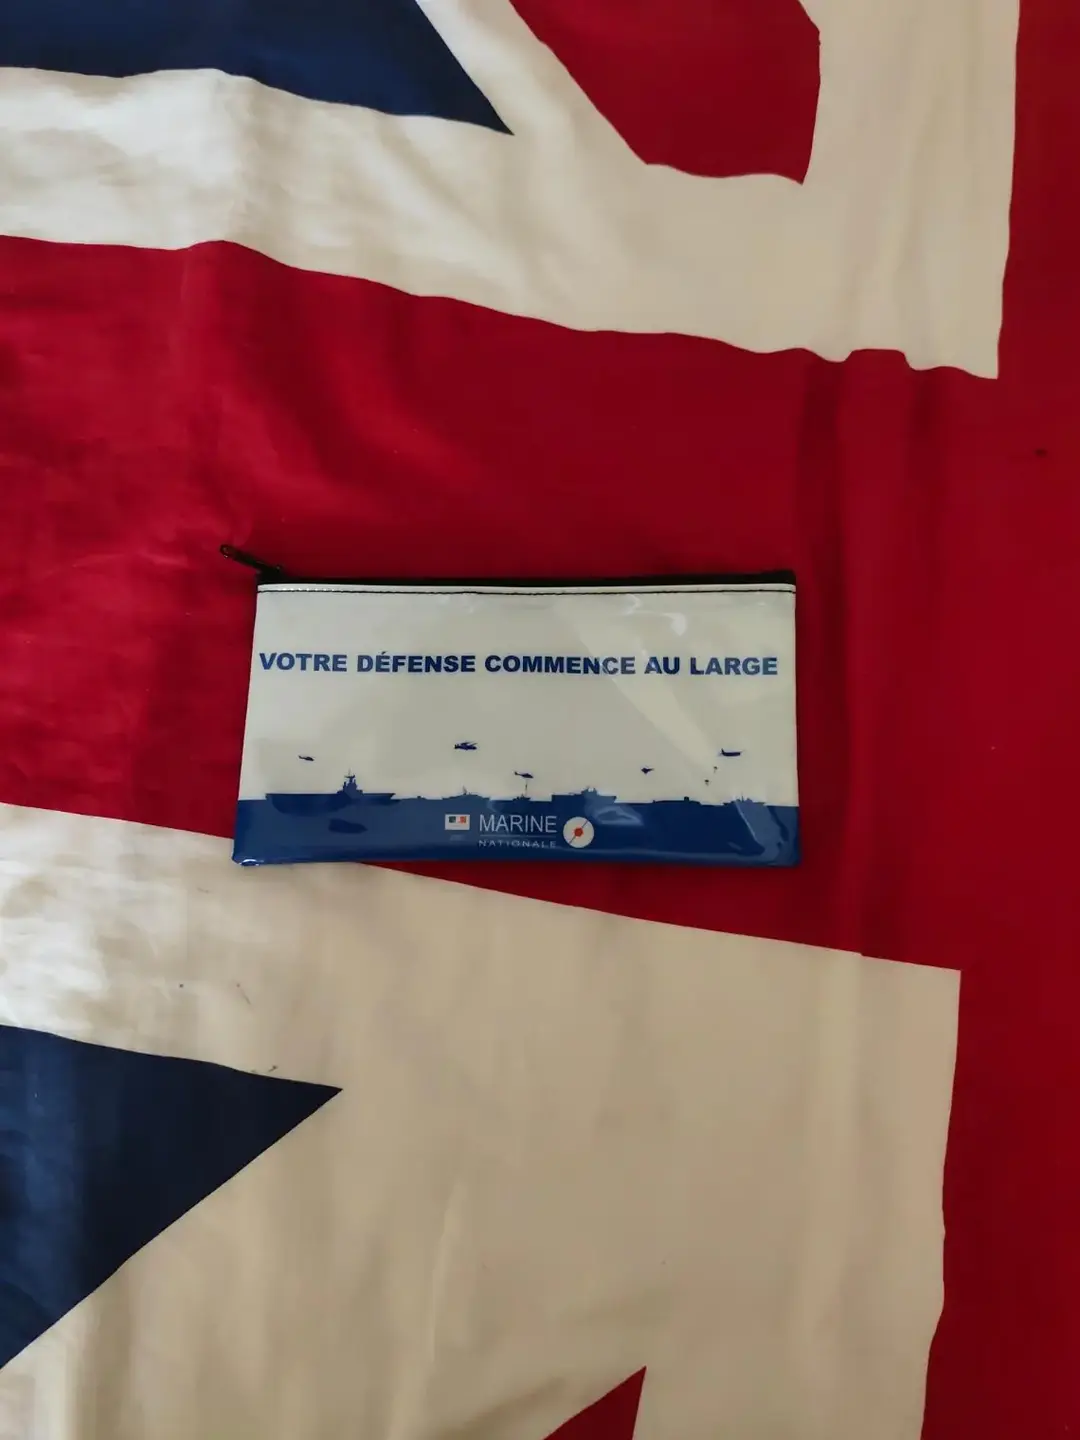 VOTRE DÉFENSE COMMENCE AU LARGE
MARINE
NATIONALE